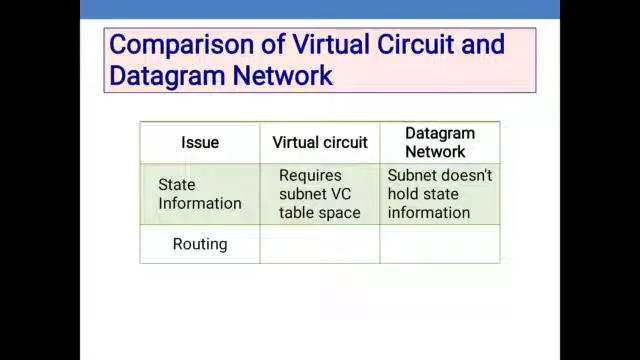 Comparison of Virtual Circuit and
Datagram Network
Issue
Virtual circuit
Datagram
Network
State
Information
Requires
subnet VC
table space
Subnet doesn't
hold state
information
Routing